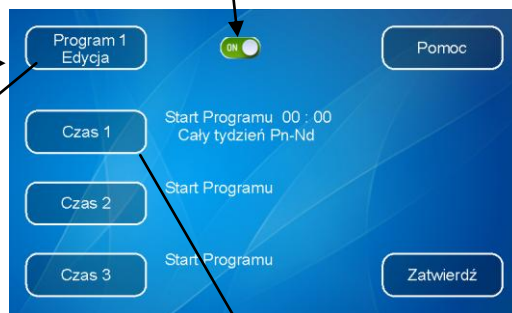 Program 1
Edycja
ON
Pomoc
Czas 1
Start Programu 00 : 00
Cały tydzień Pn-Nd
Czas 2
Start Programu
Czas 3
Start Programu
Zatwierdź